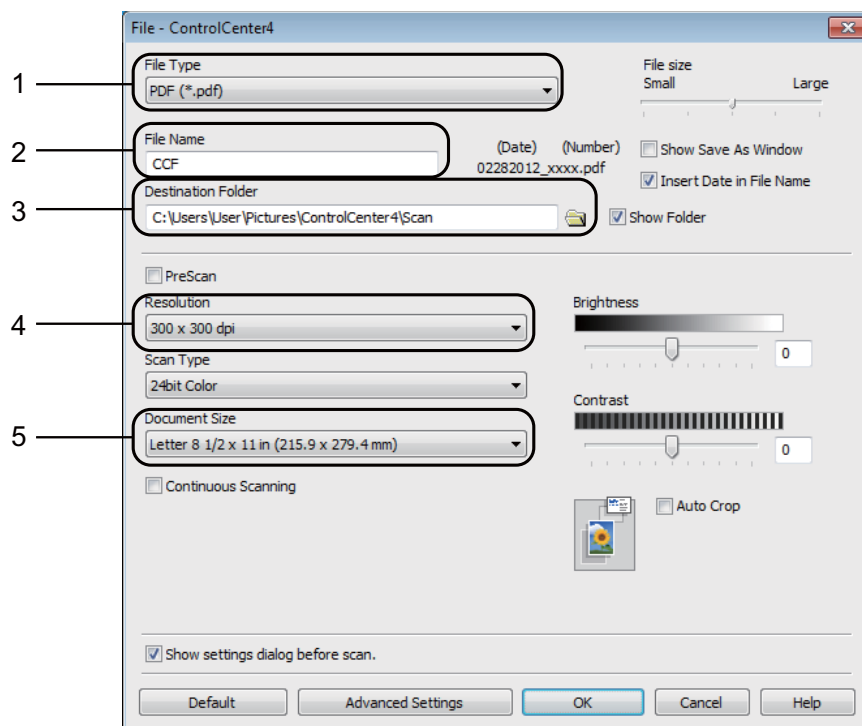 File - ControlCenter4
1
File Type
PDF (*.pdf)
File size
Small Large
2
File Name
CCF
(Date) (Number)
02282012_xxxx.pdf
Show Save As Window
Insert Date in File Name
3
Destination Folder
C:\Users\User\Pictures\ControlCenter4\Scan
Show Folder
PreScan
4
Resolution
300 x 300 dpi
Scan Type
24bit Color
5
Document Size
Letter 8 1/2 x 11 in (215.9 x 279.4 mm)
Continuous Scanning
Brightness
0
Contrast
0
Auto Crop
Show settings dialog before scan.
Default Advanced Settings OK Cancel Help